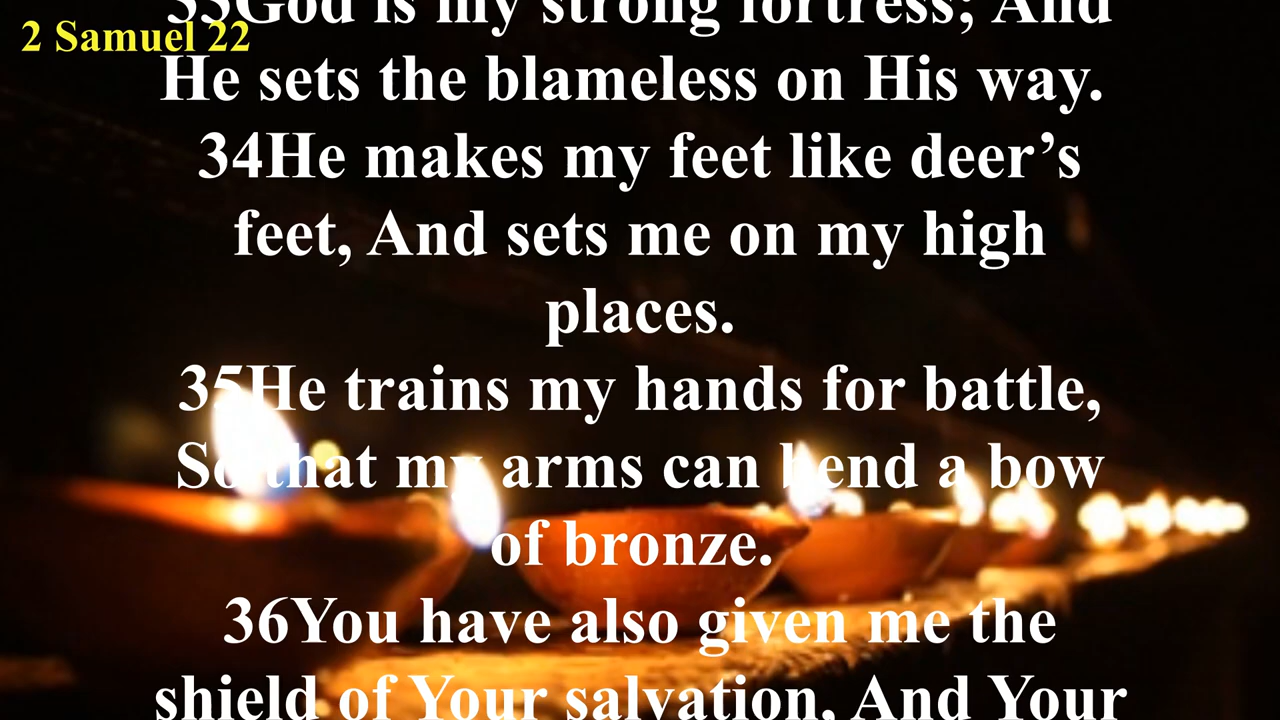 33God is my strong fortress; And
2 Samuel 22
He sets the blameless on His way.
34He makes my feet like deer’s
feet, And sets me on my high
places.
35He trains my hands for battle,
So that my arms can bend a bow
of bronze.
36You have also given me the
shield of Your salvation, And Your